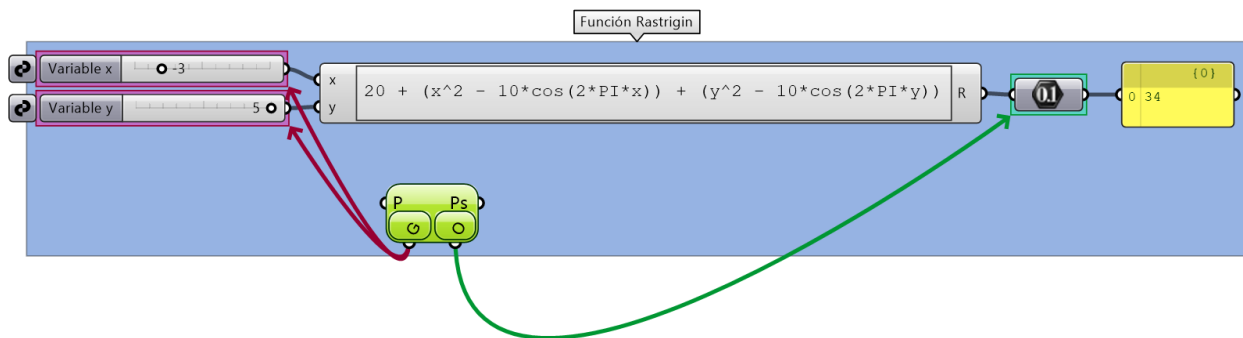 Función Rastrigin
Variable x -3
x
20 + (x^2 - 10*cos(2*PI*x)) + (y^2 - 10*cos(2*PI*y))
R
0.1
{0}
0 34
Variable y 5
y
P Ps
G O